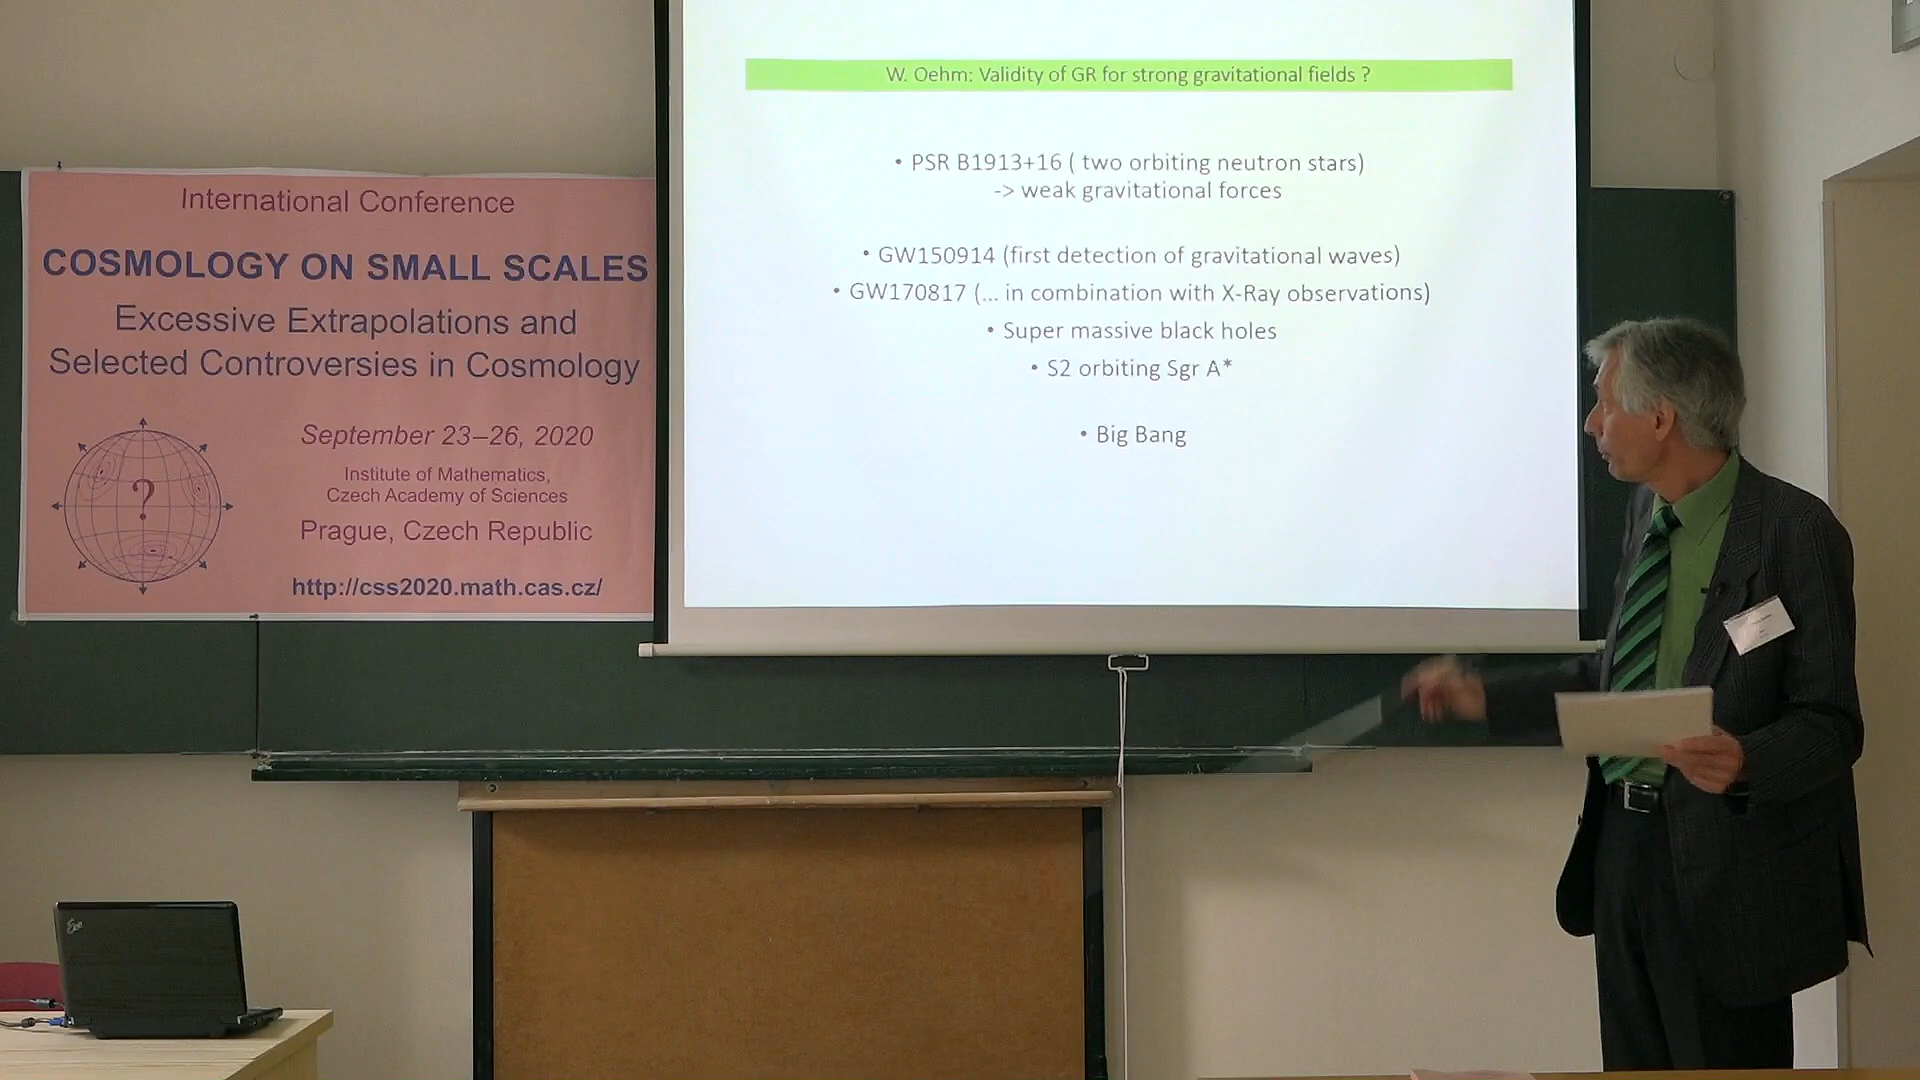 International Conference
COSMOLOGY ON SMALL SCALES
Excessive Extrapolations and
Selected Controversies in Cosmology
September 23–26, 2020
Institute of Mathematics,
Czech Academy of Sciences
Prague, Czech Republic
http://css2020.math.cas.cz/
?
W. Oehm: Validity of GR for strong gravitational fields ?
• PSR B1913+16 ( two orbiting neutron stars)
-> weak gravitational forces
• GW150914 (first detection of gravitational waves)
• GW170817 (... in combination with X-Ray observations)
• Super massive black holes
• S2 orbiting Sgr A*
• Big Bang
Eee